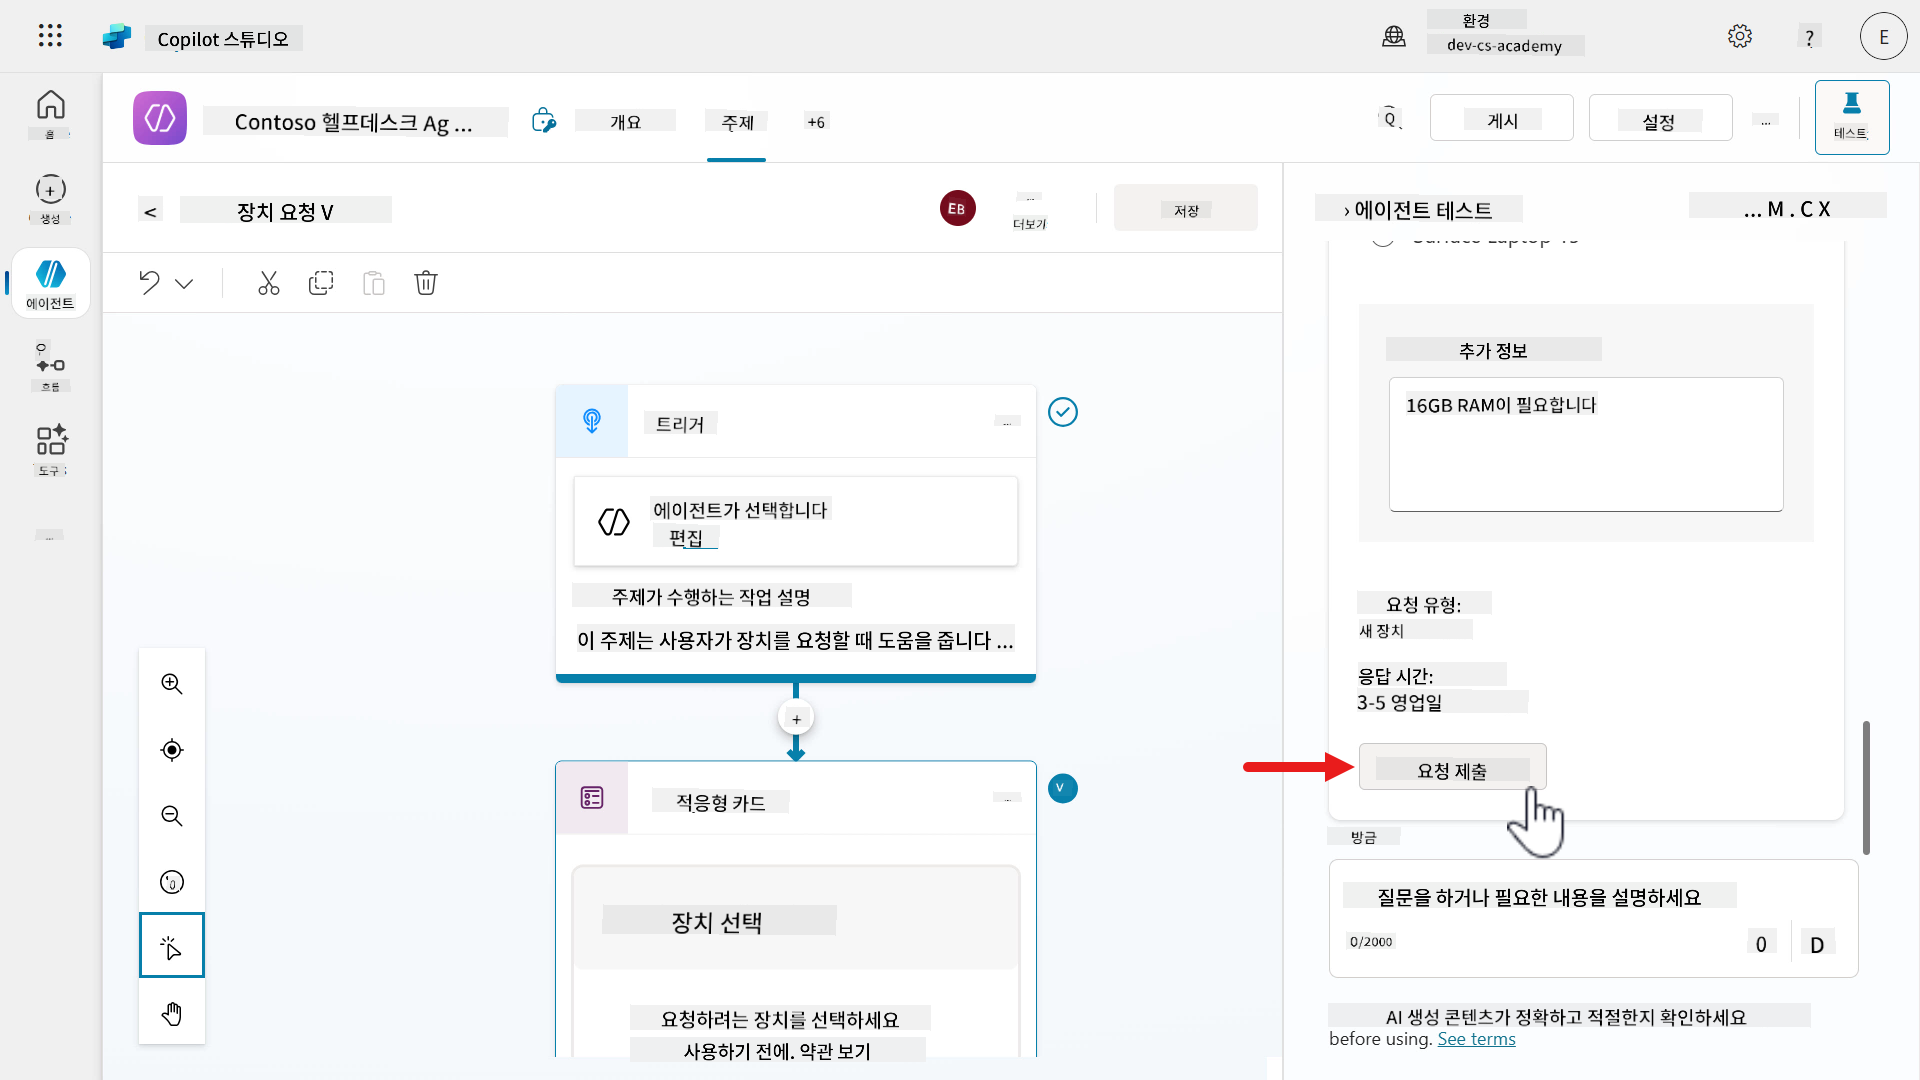 Copilot 스튜디오
환경
dev-cs-academy
?
E
홈
생성
에이전트
흐름
도구
Contoso 헬프데스크 Ag ...
개요
주제
+6
게시
설정
...
테스트
<
장치 요청 V
EB
...
더보기
저장
트리거
...
에이전트가 선택합니다
편집
주제가 수행하는 작업 설명
이 주제는 사용자가 장치를 요청할 때 도움을 줍니다 ...
+
적응형 카드
...
V
장치 선택
요청하려는 장치를 선택하세요
사용하기 전에. 약관 보기
› 에이전트 테스트
... M . C X
추가 정보
16GB RAM이 필요합니다
요청 유형:
새 장치
응답 시간:
3-5 영업일
요청 제출
방금
질문을 하거나 필요한 내용을 설명하세요
0/2000
0
D
AI 생성 콘텐츠가 정확하고 적절한지 확인하세요
before using. See terms